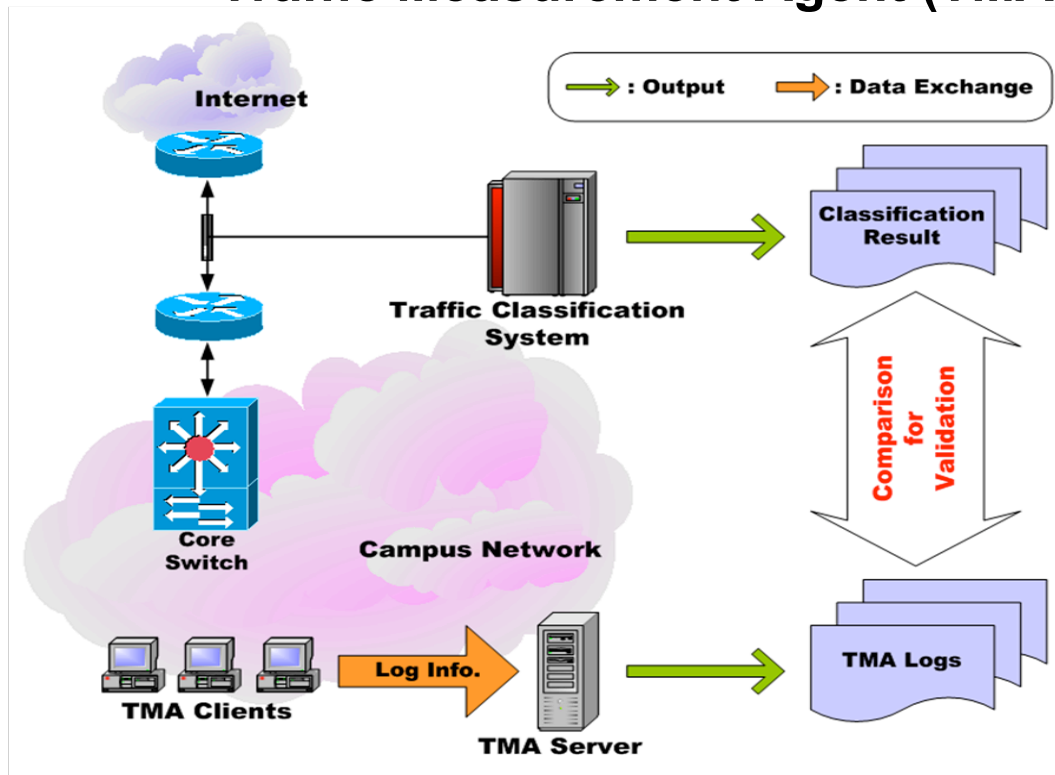 Internet
: Output
: Data Exchange
Classification
Result
Traffic Classification
System
Comparison
for
Validation
Core
Switch
Campus Network
Log Info.
TMA Logs
TMA Clients
TMA Server